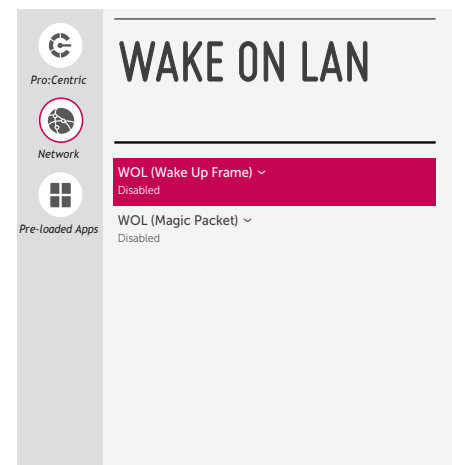 Pro:Centric
Network
Pre-loaded Apps
WAKE ON LAN
WOL (Wake Up Frame)
Disabled
WOL (Magic Packet)
Disabled